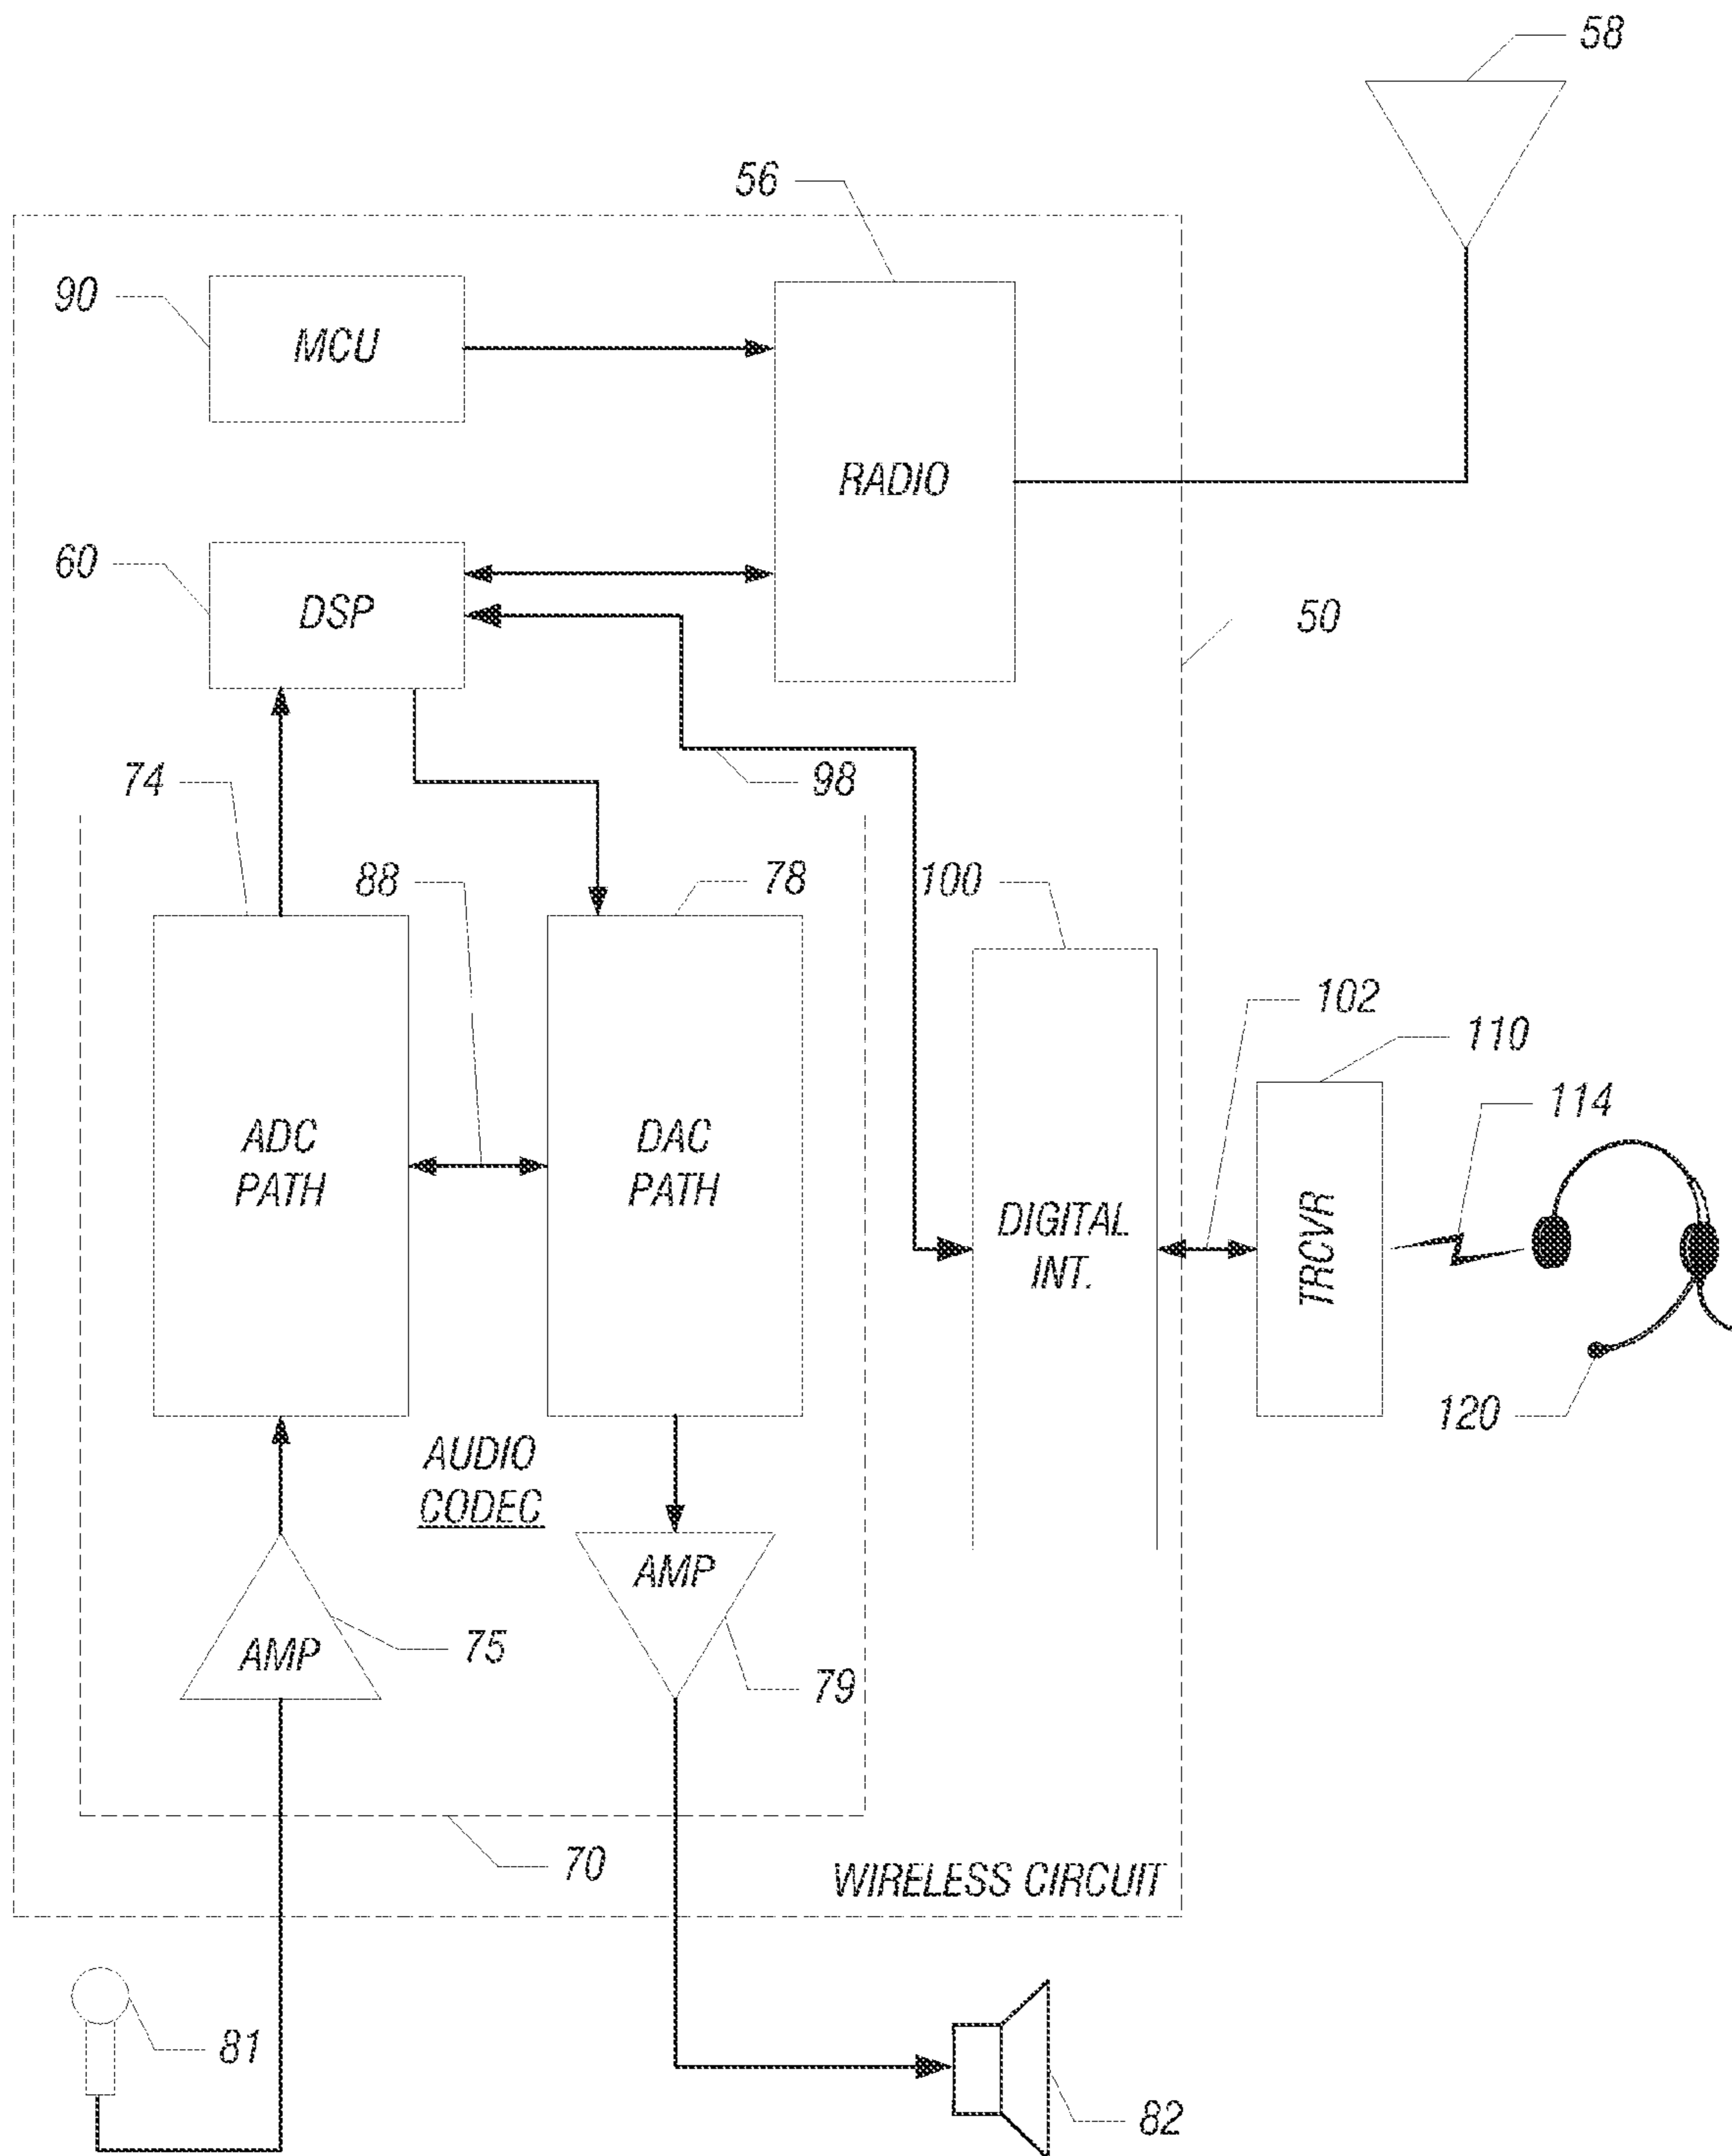 58
56
90
MCU
RADIO
60
DSP
50
74
98
88
78
100
102
110
114
ADC
PATH
DAC
PATH
DIGITAL
INT.
TRCVR
120
AUDIO
CODEC
AMP
AMP
75
79
70
WIRELESS CIRCUIT
81
82